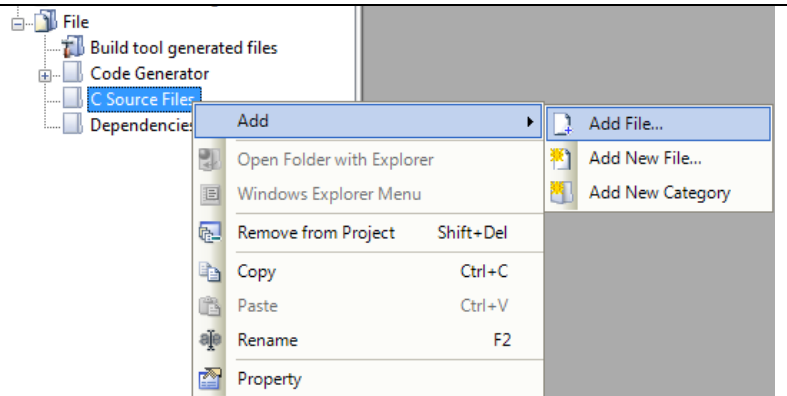 File
Build tool generated files
Code Generator
C Source Files
Dependencies
Add
Open Folder with Explorer
Windows Explorer Menu
Remove from Project Shift+Del
Copy Ctrl+C
Paste Ctrl+V
Rename F2
Property
Add File...
Add New File...
Add New Category